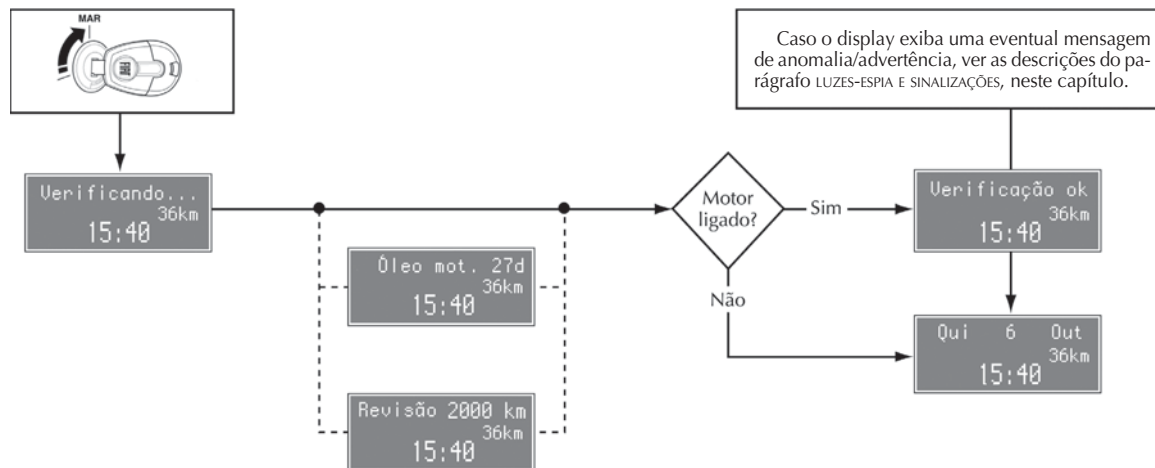 MAR
FIAT
Caso o display exiba uma eventual mensagem
de anomalia/advertência, ver as descrições do pa-
rágrafo LUZES-ESPIA E SINALIZAÇÕES, neste capítulo.
Verificando...
36km
15:40
Motor
ligado?
Sim
Verificação ok
36km
15:40
Óleo mot. 27d
36km
15:40
Não
Qui 6 Out
36km
15:40
Revisão 2000 km
36km
15:40